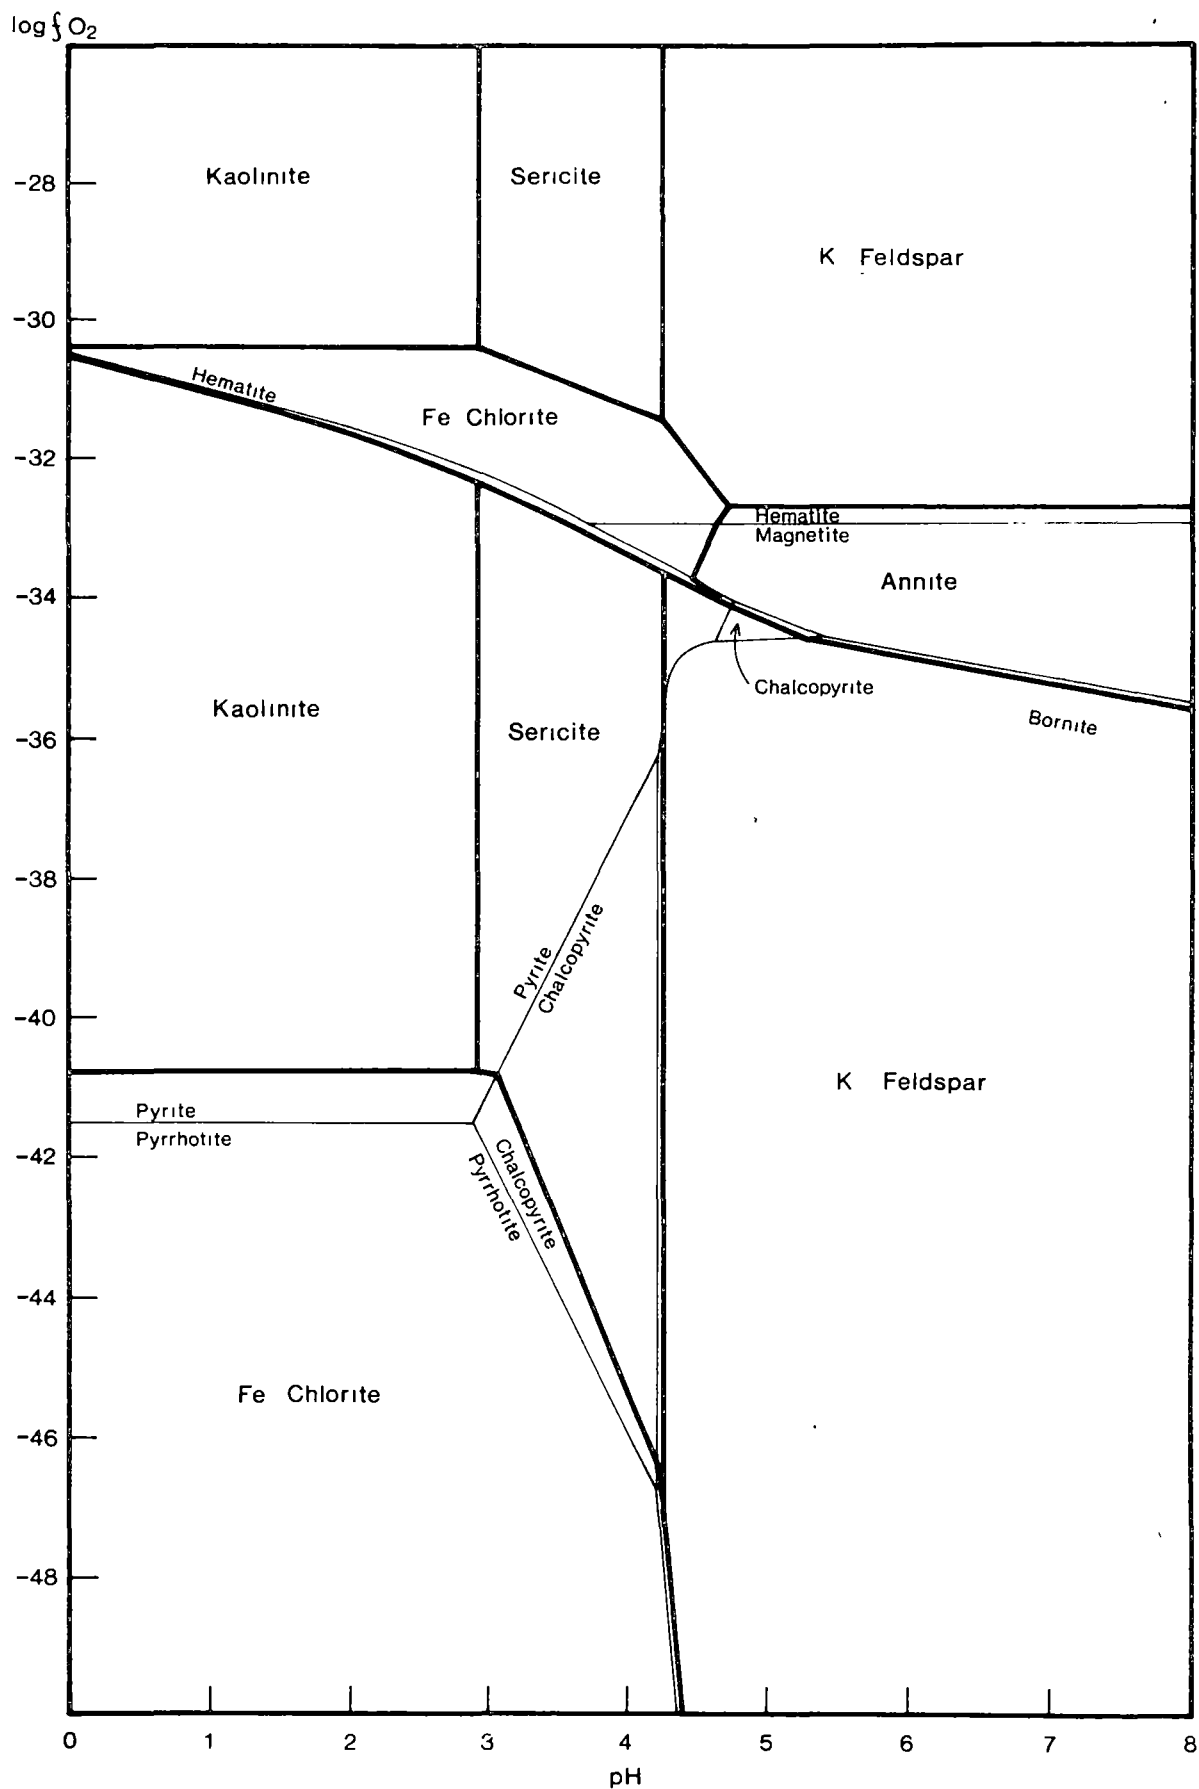 log f O2
Kaolinite
Sericite
-28
K Feldspar
-30
Hematite
Fe Chlorite
-32
Hematite
Magnetite
Annite
-34
Chalcopyrite
Kaolinite
Sericite
Bornite
-36
-38
Pyrite
Chalcopyrite
-40
K Feldspar
Pyrite
Pyrrhotite
-42
Chalcopyrite
Pyrrhotite
-44
Fe Chlorite
-46
-48
0 1 2 3 4 5 6 7 8
pH